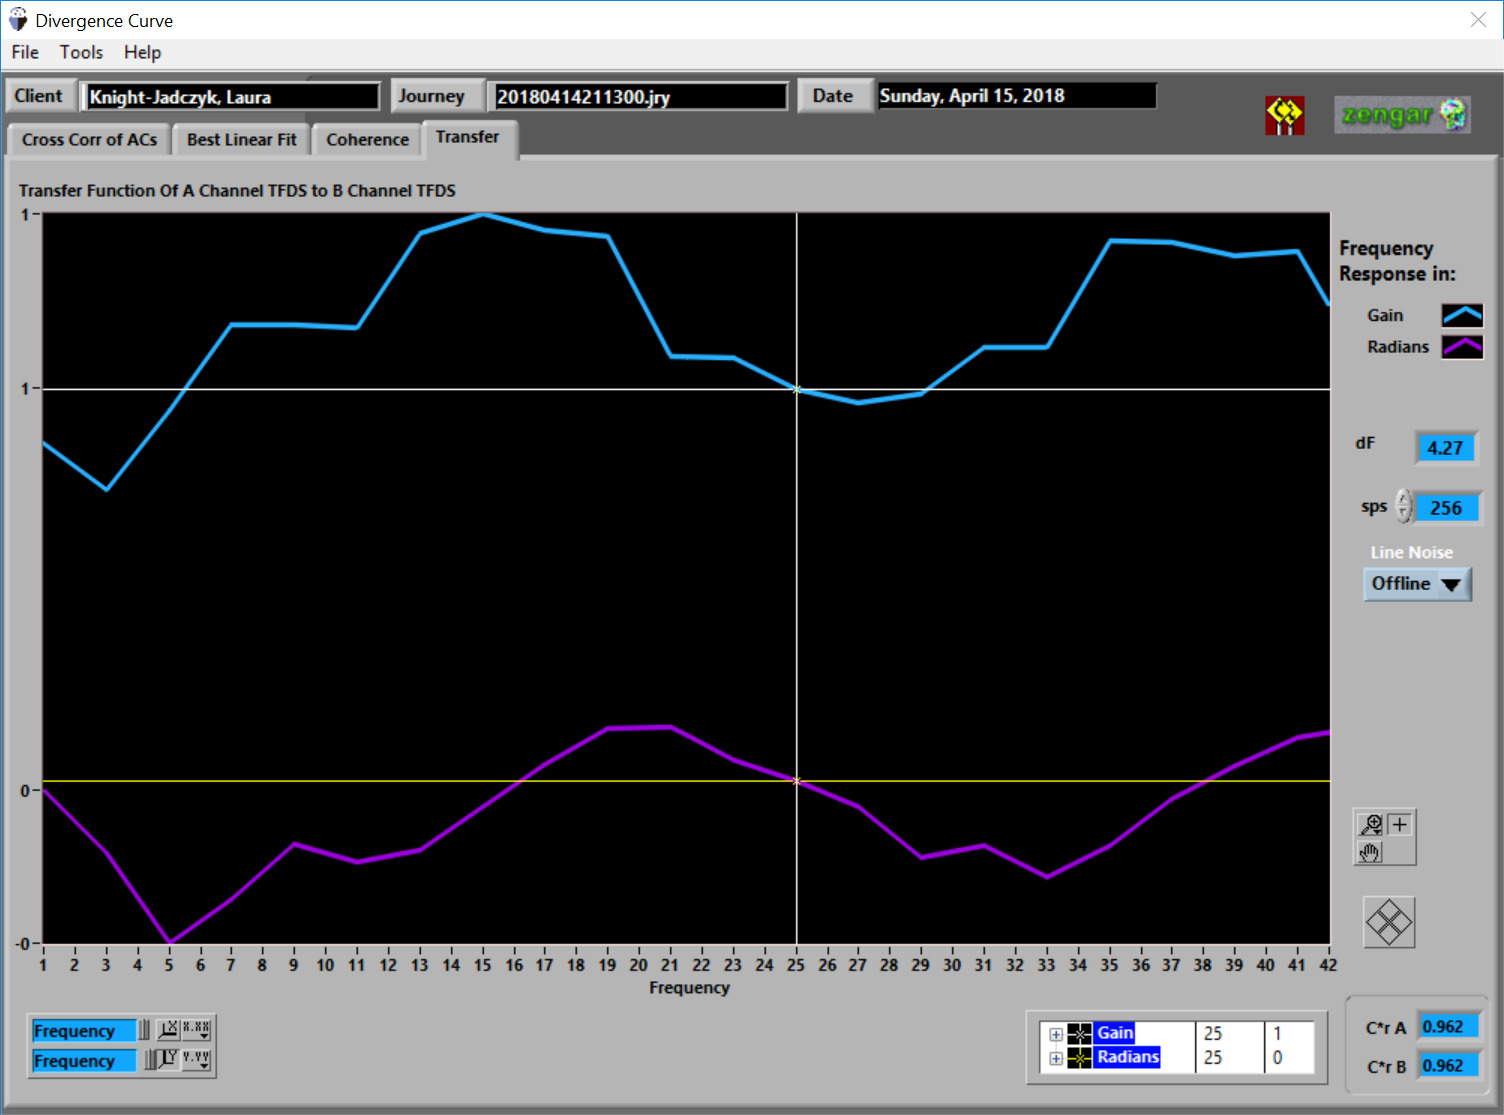 Divergence Curve
File Tools Help
Client Knight-Jadczyk, Laura Journey 20180414211300.jry Date Sunday, April 15, 2018
zengar
Cross Corr of ACs Best Linear Fit Coherence Transfer
Transfer Function Of A Channel TFDS to B Channel TFDS
1
1
0
-0
1 2 3 4 5 6 7 8 9 10 11 12 13 14 15 16 17 18 19 20 21 22 23 24 25 26 27 28 29 30 31 32 33 34 35 36 37 38 39 40 41 42
Frequency
Frequency
Response in:
Gain
Radians
dF 4.27
sps 256
Line Noise
Offline
Frequency X X.XX
Frequency Y Y.YY
Gain 25 1
Radians 25 0
C*r A 0.962
C*r B 0.962